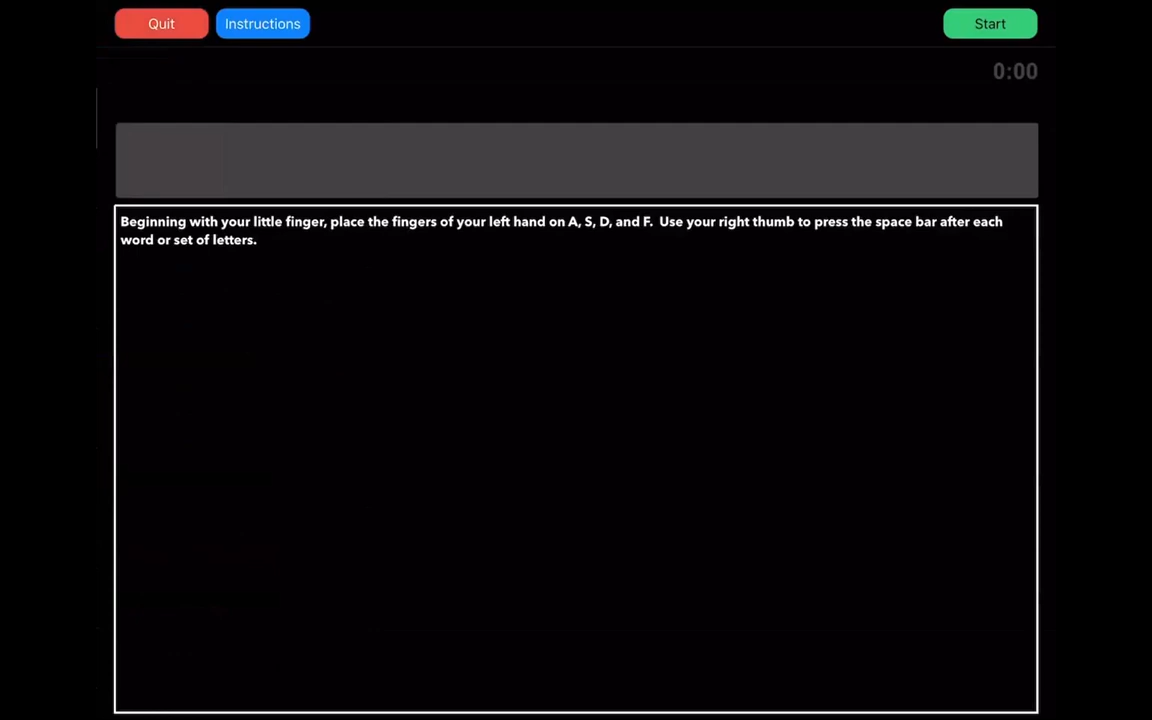 Quit Instructions Start
0:00
Beginning with your little finger, place the fingers of your left hand on A, S, D, and F.  Use your right thumb to press the space bar after each
word or set of letters.